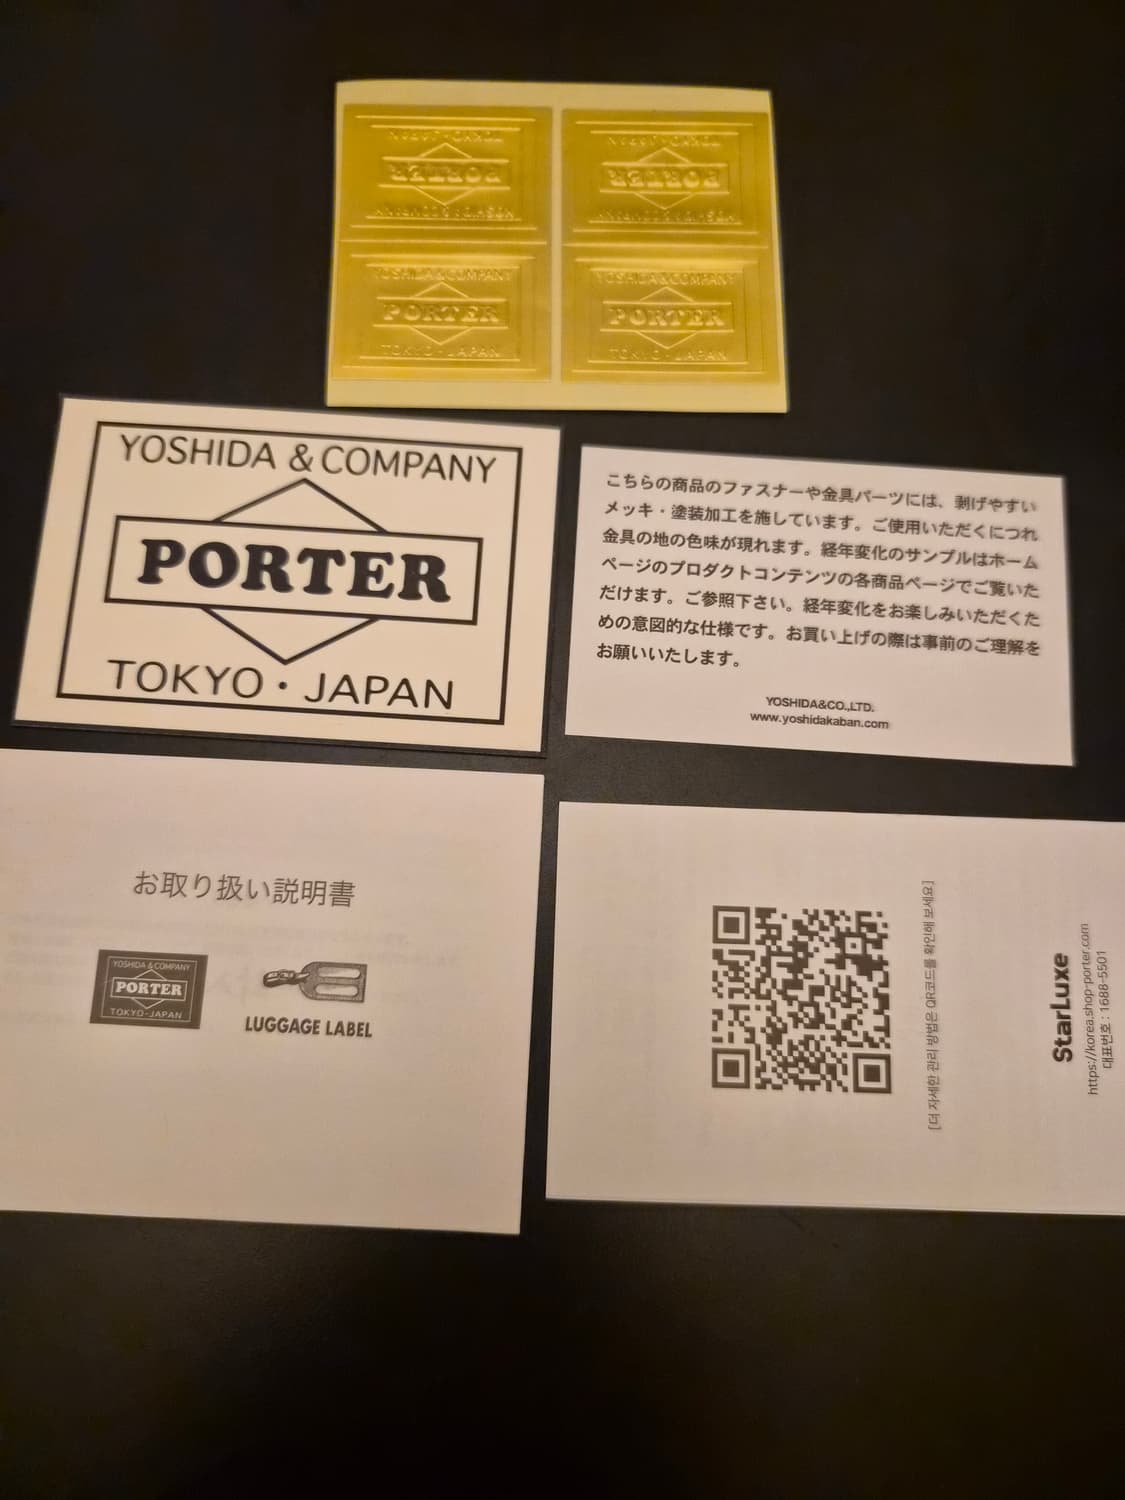 TOKYO・JAPAN
PORTER
YOSHIDA&COMPANY
TOKYO・JAPAN
PORTER
YOSHIDA&COMPANY
YOSHIDA&COMPANY
PORTER
TOKYO・JAPAN
YOSHIDA&COMPANY
PORTER
TOKYO・JAPAN
YOSHIDA & COMPANY
PORTER
TOKYO・JAPAN
こちらの商品のファスナーや金具パーツには、剥げやすい
メッキ・塗装加工を施しています。ご使用いただくにつれ
金具の地の色味が現れます。経年変化のサンプルはホーム
ページのプロダクトコンテンツの各商品ページでご覧いた
だけます。ご参照下さい。経年変化をお楽しみいただくた
めの意図的な仕様です。お買い上げの際は事前のご理解を
お願いいたします。
YOSHIDA&CO.,LTD.
www.yoshidakaban.com
お取り扱い説明書
YOSHIDA & COMPANY
PORTER
TOKYO・JAPAN
LUGGAGE LABEL
[더 자세한 관리 방법은 QR코드를 확인해 보세요]
StarLuxe
https://korea.shop-porter.com
대표번호 : 1688-5501